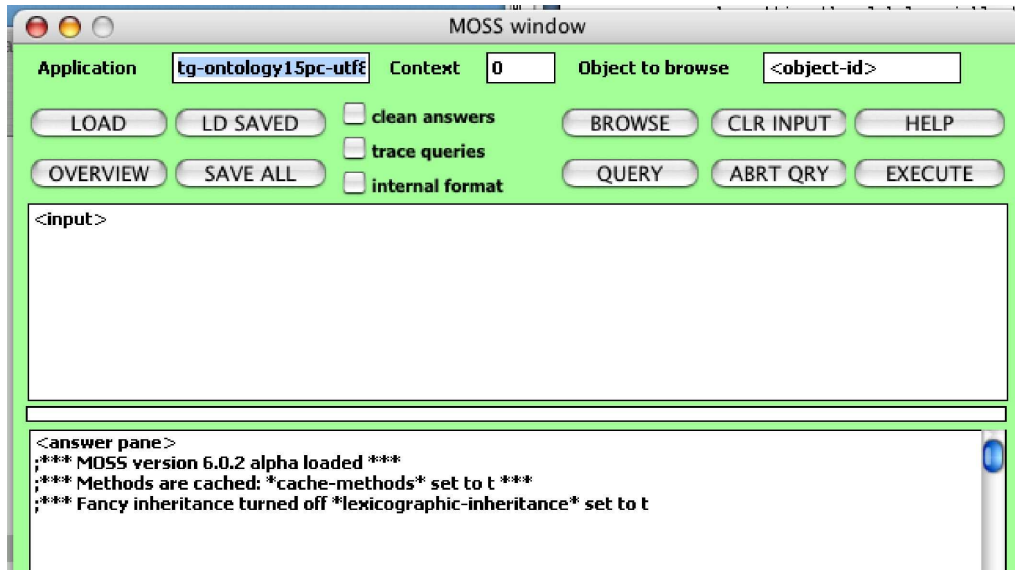 MOSS window
Application tg-ontology15pc-utf8 Context 0 Object to browse <object-id>
LOAD LD SAVED clean answers BROWSE CLR INPUT HELP
trace queries
OVERVIEW SAVE ALL internal format QUERY ABRT QRY EXECUTE
<input>
<answer pane>
;*** MOSS version 6.0.2 alpha loaded ***
;*** Methods are cached: *cache-methods* set to t ***
;*** Fancy inheritance turned off *lexicographic-inheritance* set to t